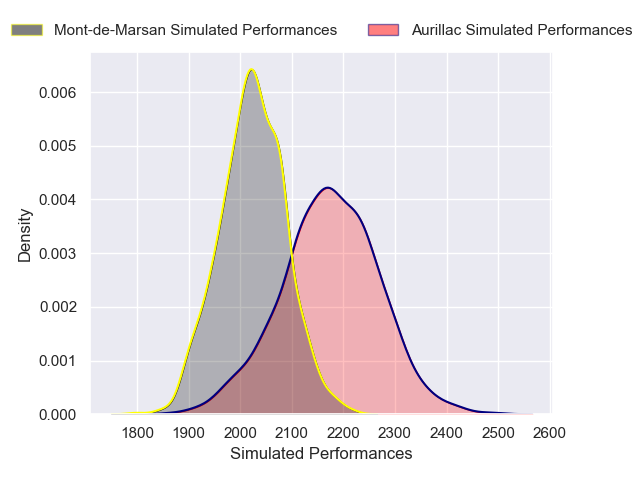 Mont-de-Marsan Simulated Performances
Aurillac Simulated Performances
0.006
0.005
0.004
0.003
0.002
0.001
0.000
Density
1800 1900 2000 2100 2200 2300 2400 2500 2600
Simulated Performances